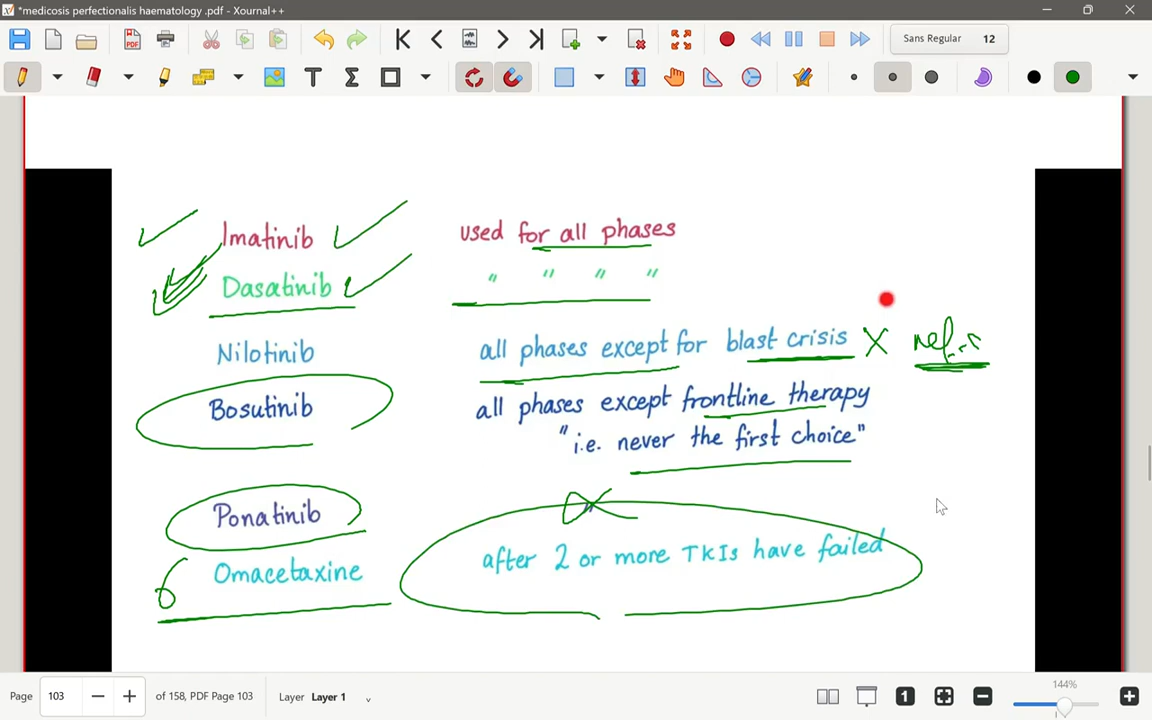 *medicosis perfectionalis haematology .pdf - Xournal++
Sans Regular 12
Imatinib used for all phases
Dasatinib " " " "
Nilotinib all phases except for blast crisis X
Bosutinib all phases except frontline therapy
"i.e. never the first choice"
Ponatinib "
Omacetaxine after 2 or more TKIs have failed
6
Page 103 of 158, PDF Page 103 Layer Layer 1 144%